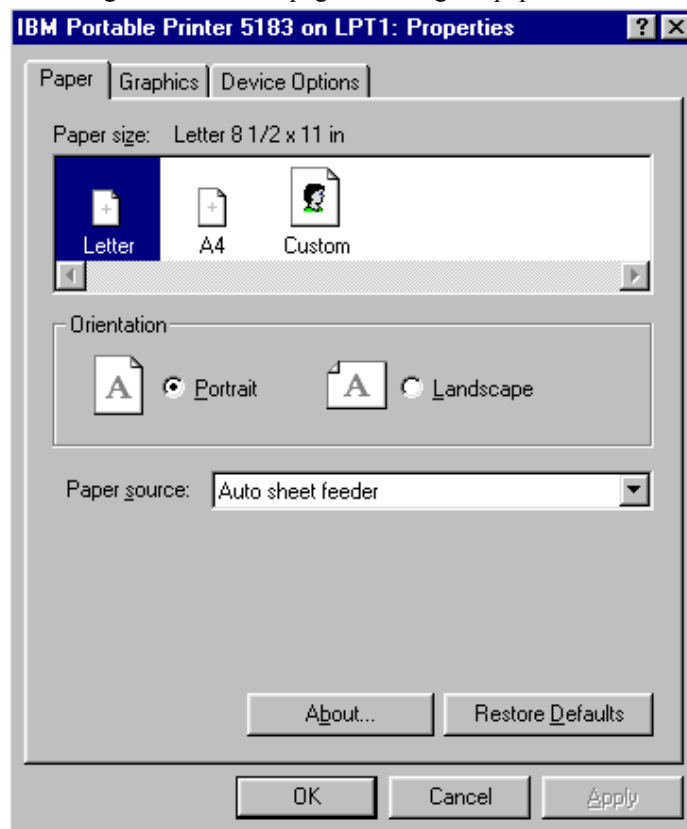 IBM Portable Printer 5183 on LPT1: Properties ? X
Paper Graphics Device Options
Paper size: Letter 8 1/2 x 11 in
Letter A4 Custom
Orientation
A Portrait A Landscape
Paper source: Auto sheet feeder
About... Restore Defaults
OK Cancel Apply